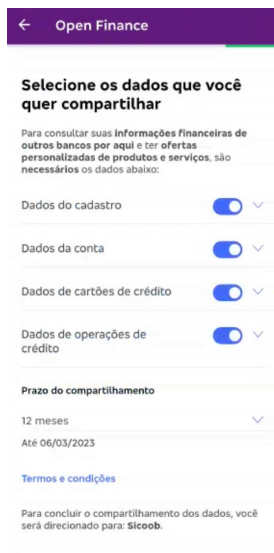 Open Finance
Selecione os dados que você
quer compartilhar
Para consultar suas informações financeiras de
outros bancos por aqui e ter ofertas
personalizadas de produtos e serviços, são
necessários os dados abaixo:
Dados do cadastro
Dados da conta
Dados de cartões de crédito
Dados de operações de
crédito
Prazo do compartilhamento
12 meses
Até 06/03/2023
Termos e condições
Para concluir o compartilhamento dos dados, você
será direcionado para: Sicoob.